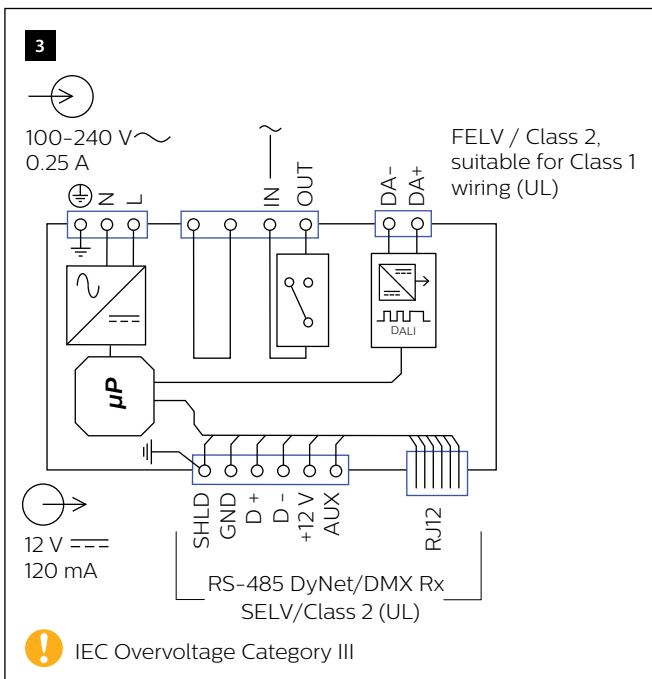 3
100-240 V
0.25 A
FELV / Class 2,
suitable for Class 1
wiring (UL)
N
L
IN
OUT
DA-
DA+
DALI
µP
SHLD
GND
D +
D -
+12 V
AUX
RJ12
12 V
120 mA
RS-485 DyNet/DMX Rx
SELV/Class 2 (UL)
! IEC Overvoltage Category III